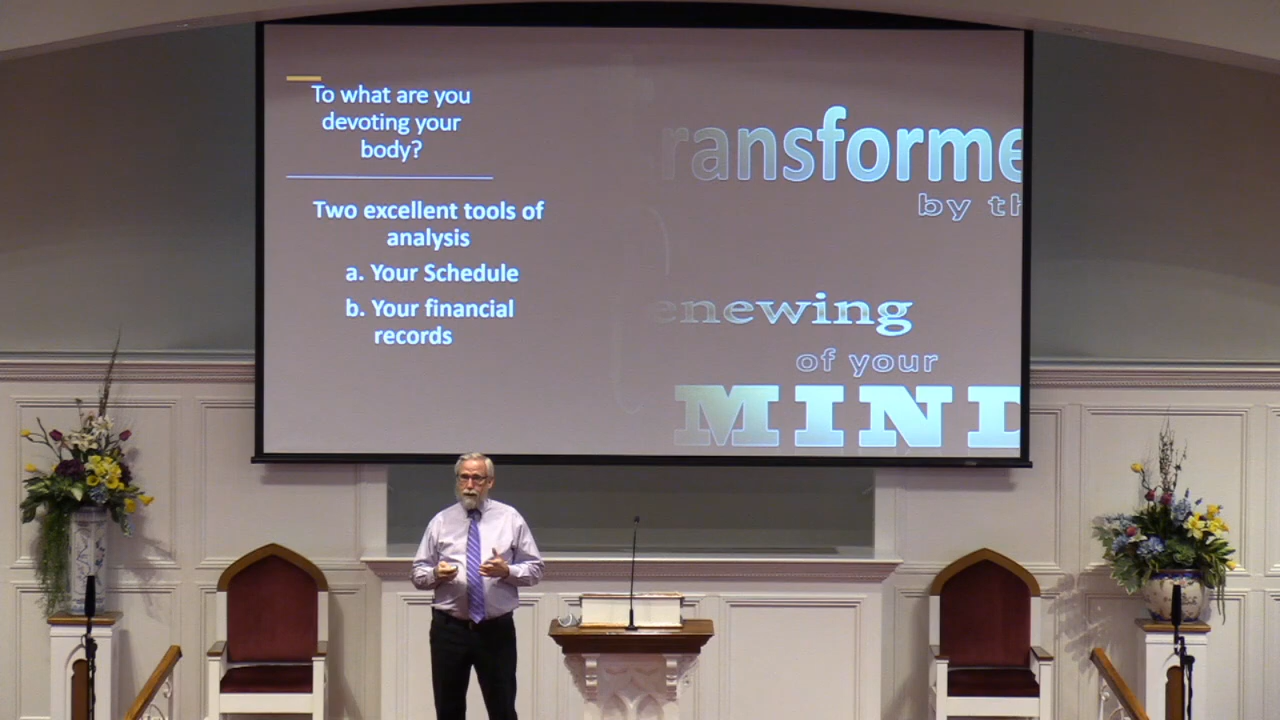 To what are you
devoting your
body?
Two excellent tools of
analysis
a. Your Schedule
b. Your financial
records
ransforme
by th
enewing
of your
MIND